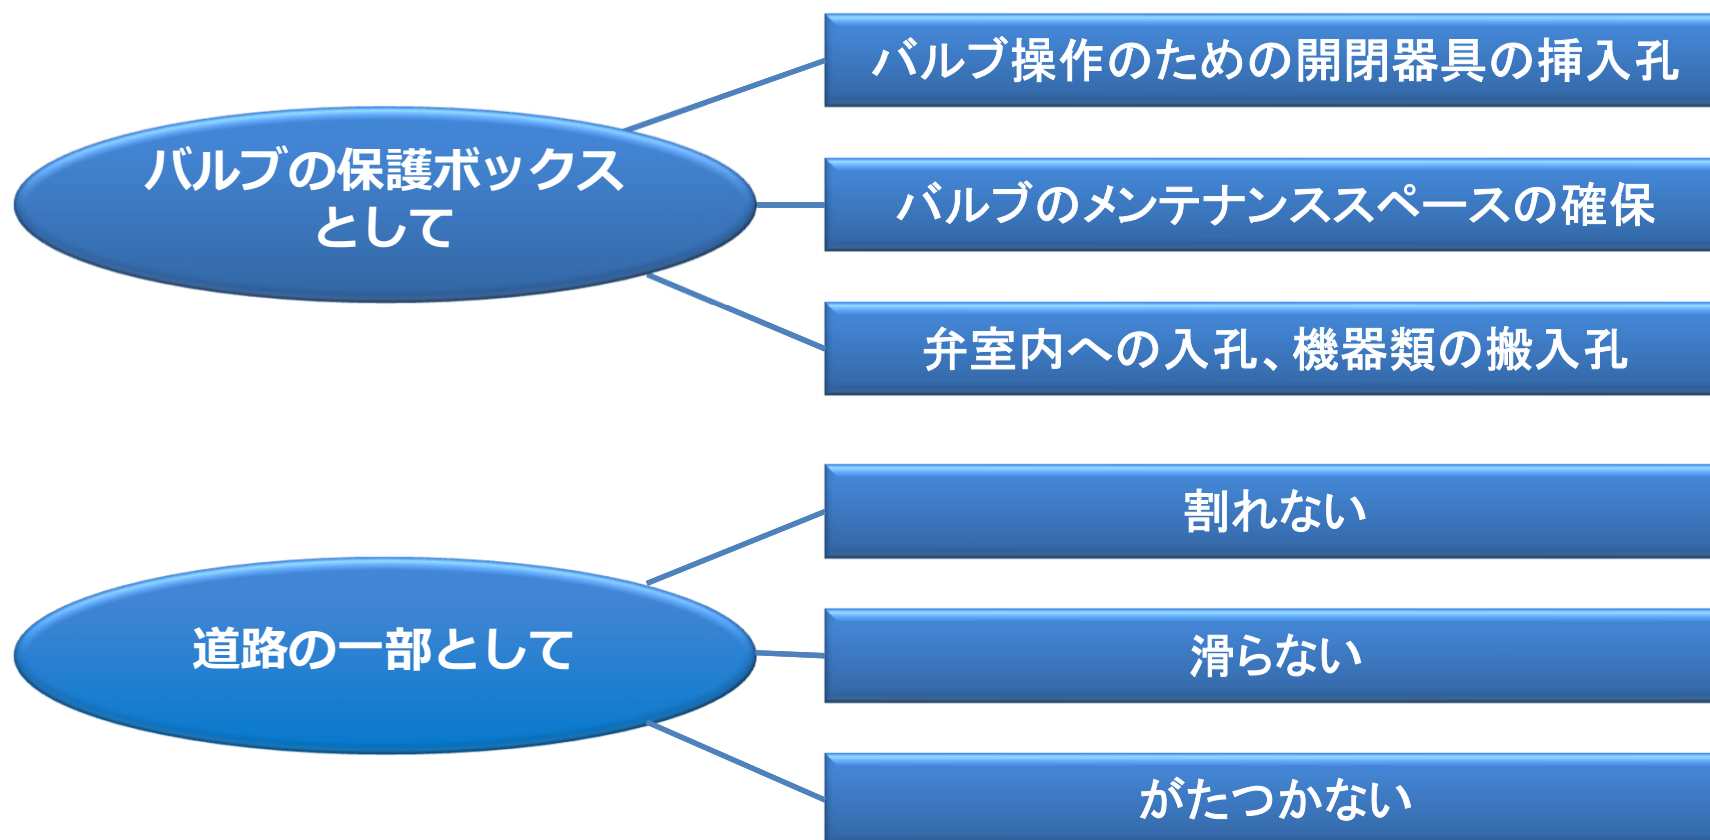 バルブの保護ボックス
として
バルブ操作のための開閉器具の挿入孔
バルブのメンテナンススペースの確保
弁室内への入孔、機器類の搬入孔
道路の一部として
割れない
滑らない
がたつかない